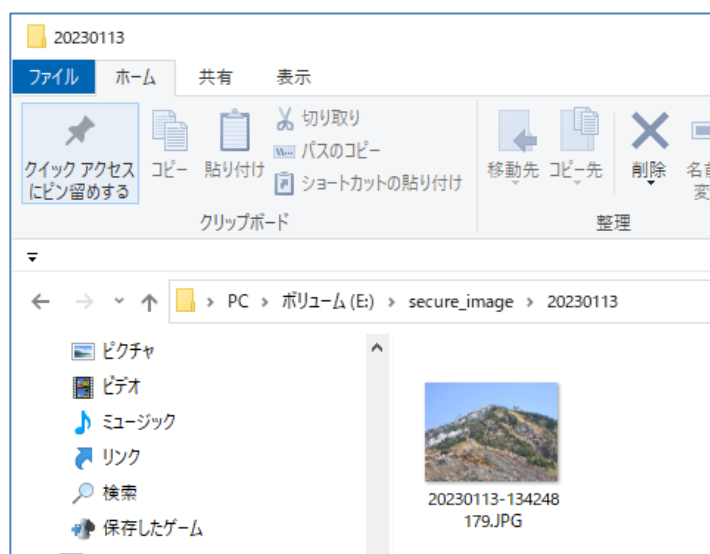 20230113
ファイル ホーム 共有 表示
クイック アクセス
にピン留めする
コピー
貼り付け
切り取り
パスのコピー
ショートカットの貼り付け
クリップボード
移動先
コピー先
削除
名前
変
整理
PC > ボリューム (E:) > secure_image > 20230113
ピクチャ
ビデオ
ミュージック
リンク
検索
保存したゲーム
20230113-134248
179.JPG